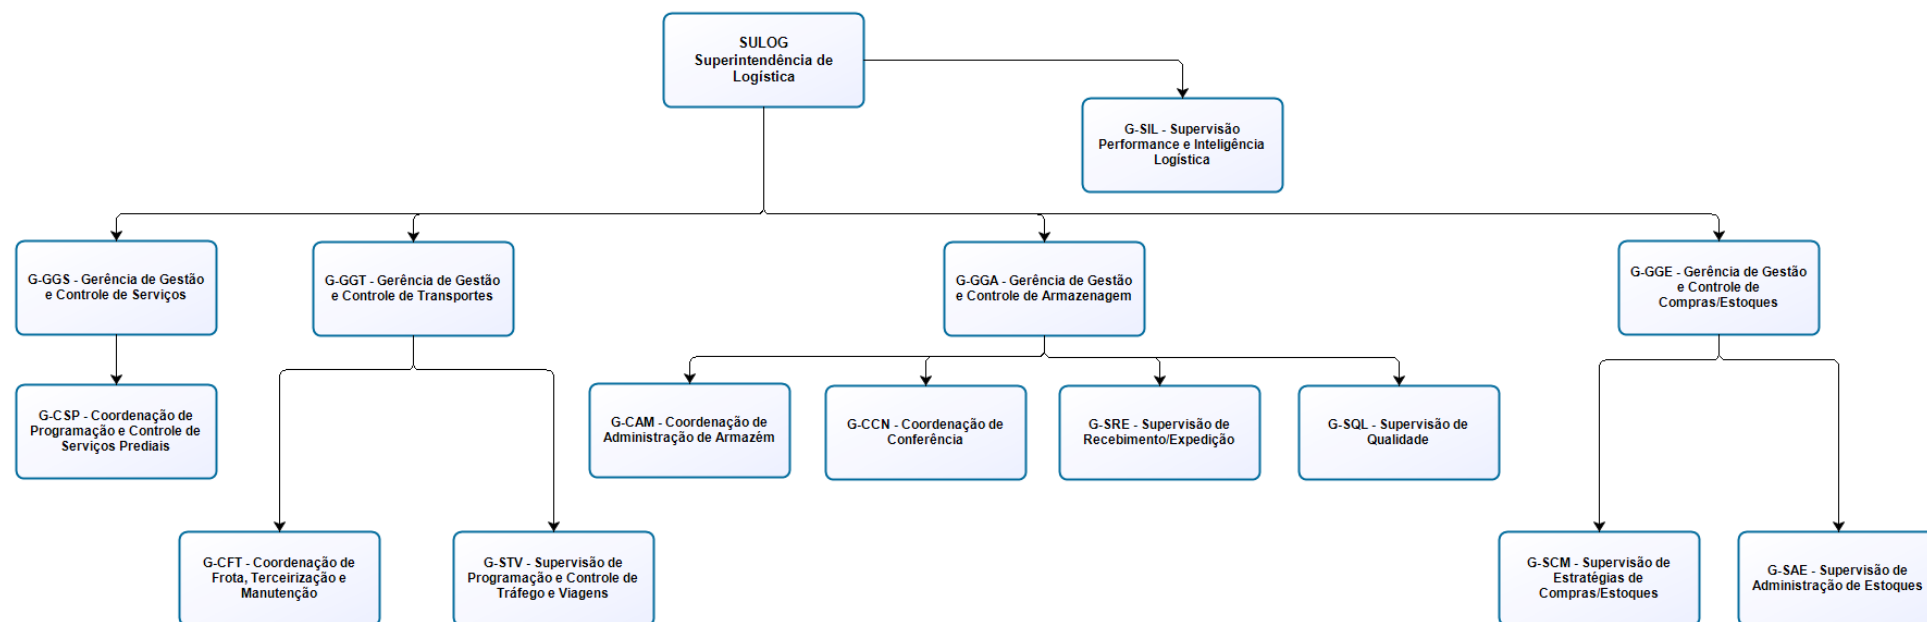 SULOG
Superintendência de
Logística
G-SIL - Supervisão
Performance e Inteligência
Logística
G-GGS - Gerência de Gestão
e Controle de Serviços
G-GGT - Gerência de Gestão
e Controle de Transportes
G-GGA - Gerência de Gestão
e Controle de Armazenagem
G-GGE - Gerência de Gestão
e Controle de
Compras/Estoques
G-CSP - Coordenação de
Programação e Controle de
Serviços Prediais
G-CAM - Coordenação de
Administração de Armazém
G-CCN - Coordenação de
Conferência
G-SRE - Supervisão de
Recebimento/Expedição
G-SQL - Supervisão de
Qualidade
G-CFT - Coordenação de
Frota, Terceirização e
Manutenção
G-STV - Supervisão de
Programação e Controle de
Tráfego e Viagens
G-SCM - Supervisão de
Estratégias de
Compras/Estoques
G-SAE - Supervisão de
Administração de Estoques